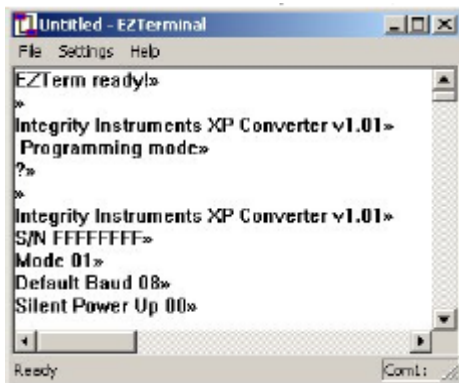 Untitled - EZTerminal
File Settings Help
EZTerm ready!»
»
Integrity Instruments XP Converter v1.01»
Programming mode»
?»
»
Integrity Instruments XP Converter v1.01»
S/N FFFFFFFF»
Mode 01»
Default Baud 08»
Silent Power Up 00»
Ready Com1: